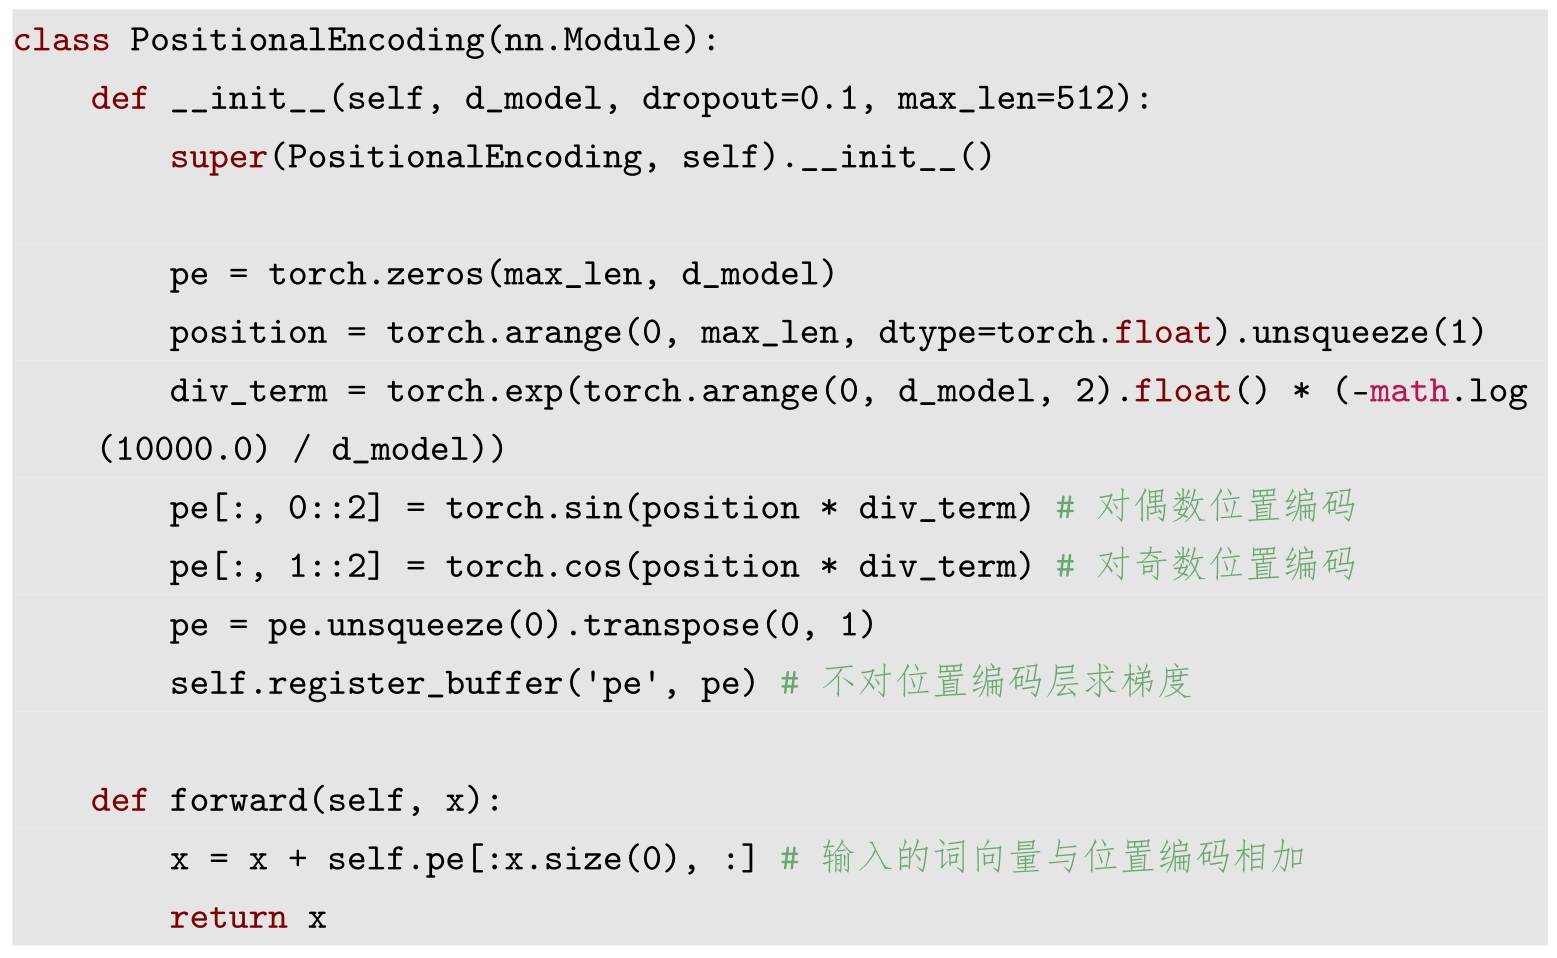 class PositionalEncoding(nn.Module):
    def __init__(self, d_model, dropout=0.1, max_len=512):
        super(PositionalEncoding, self).__init__()

        pe = torch.zeros(max_len, d_model)
        position = torch.arange(0, max_len, dtype=torch.float).unsqueeze(1)
        div_term = torch.exp(torch.arange(0, d_model, 2).float() * (-math.log
    (10000.0) / d_model))
        pe[:, 0::2] = torch.sin(position * div_term) # 对偶数位置编码
        pe[:, 1::2] = torch.cos(position * div_term) # 对奇数位置编码
        pe = pe.unsqueeze(0).transpose(0, 1)
        self.register_buffer('pe', pe) # 不对位置编码层求梯度

    def forward(self, x):
        x = x + self.pe[:x.size(0), :] # 输入的词向量与位置编码相加
        return x